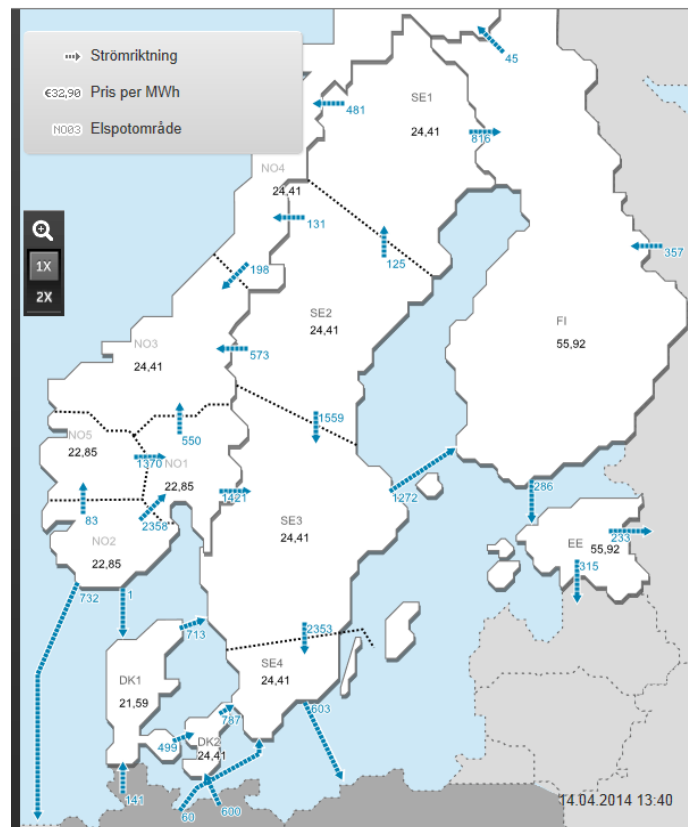 Strömriktning
€32,90 Pris per MWh
NO03 Elspotområde
1X
2X
45
481
SE1
24,41
816
NO4
24,41
131
125
357
198
SE2
24,41
FI
55,92
NO3
24,41
573
1559
550
NO5
22,85
1370
NO1
22,85
1421
1272
286
83
2358
SE3
24,41
NO2
22,85
EE
55,92
233
315
732
1
713
2353
DK1
21,59
SE4
24,41
603
787
499
DK2
24,41
141
60
600
14.04.2014 13:40